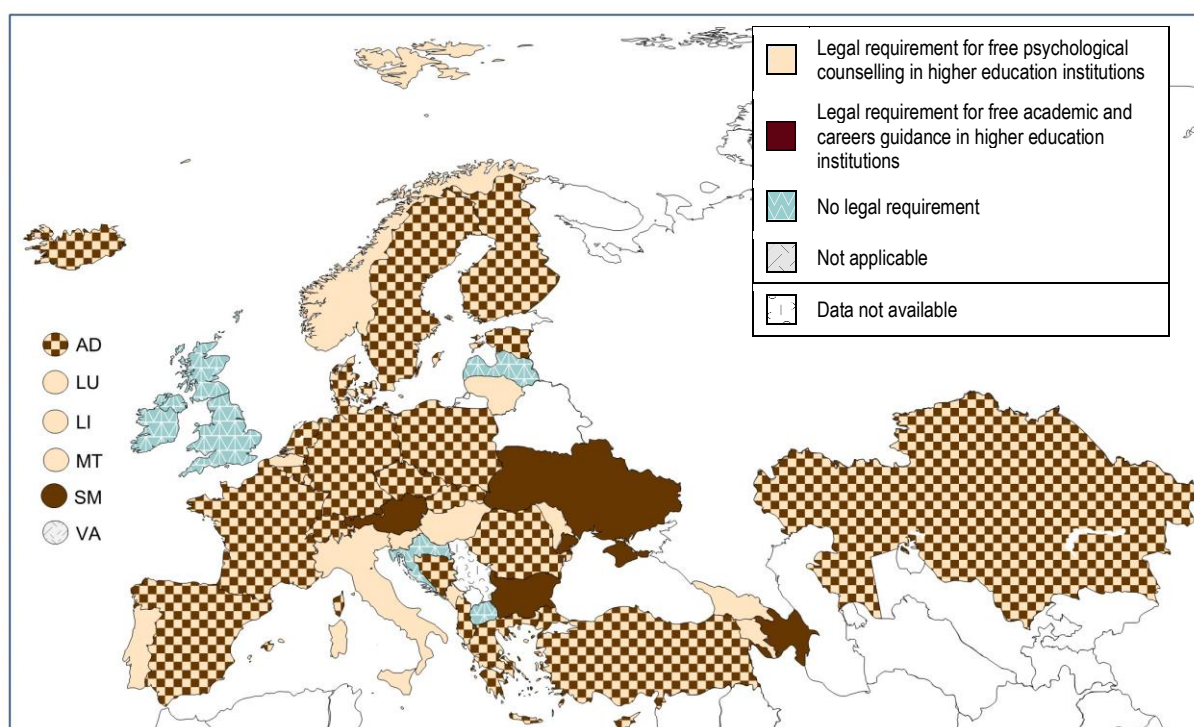 Legal requirement for free psychological
counselling in higher education institutions
Legal requirement for free academic and
careers guidance in higher education
institutions
No legal requirement
Not applicable
Data not available
AD
LU
LI
MT
SM
VA